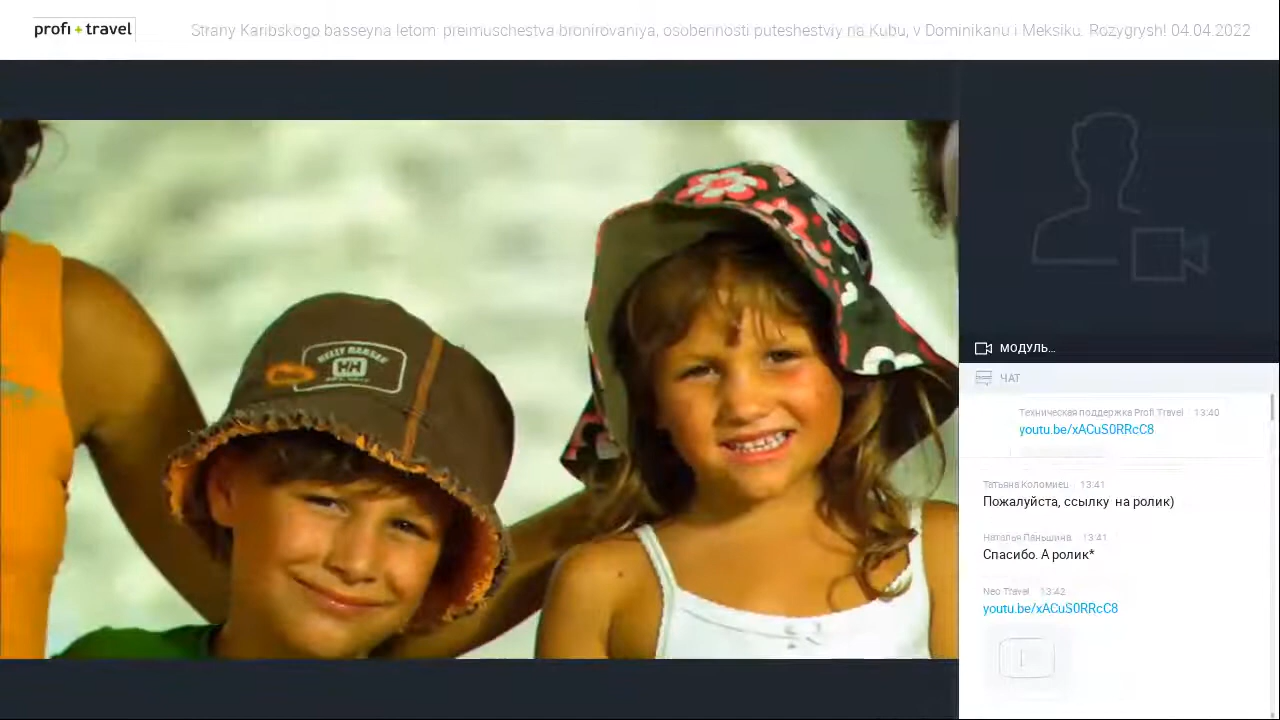 profi + travel
Strany Karibskogo basseyna letom: preimuschestva bronirovaniya, osobennosti puteshestviy na Kubu, v Dominikanu i Meksiku. Rozygrysh! 04.04.2022
HELLY HANSEN
HH
МОДУЛЬ...
ЧАТ
Техническая поддержка Profi Travel 13:40
youtu.be/xACuS0RRcC8
Татьяна Коломиец 13:41
Пожалуйста, ссылку на ролик)
Наталья Паньшина 13:41
Спасибо. А ролик*
Neo Travel 13:42
youtu.be/xACuS0RRcC8